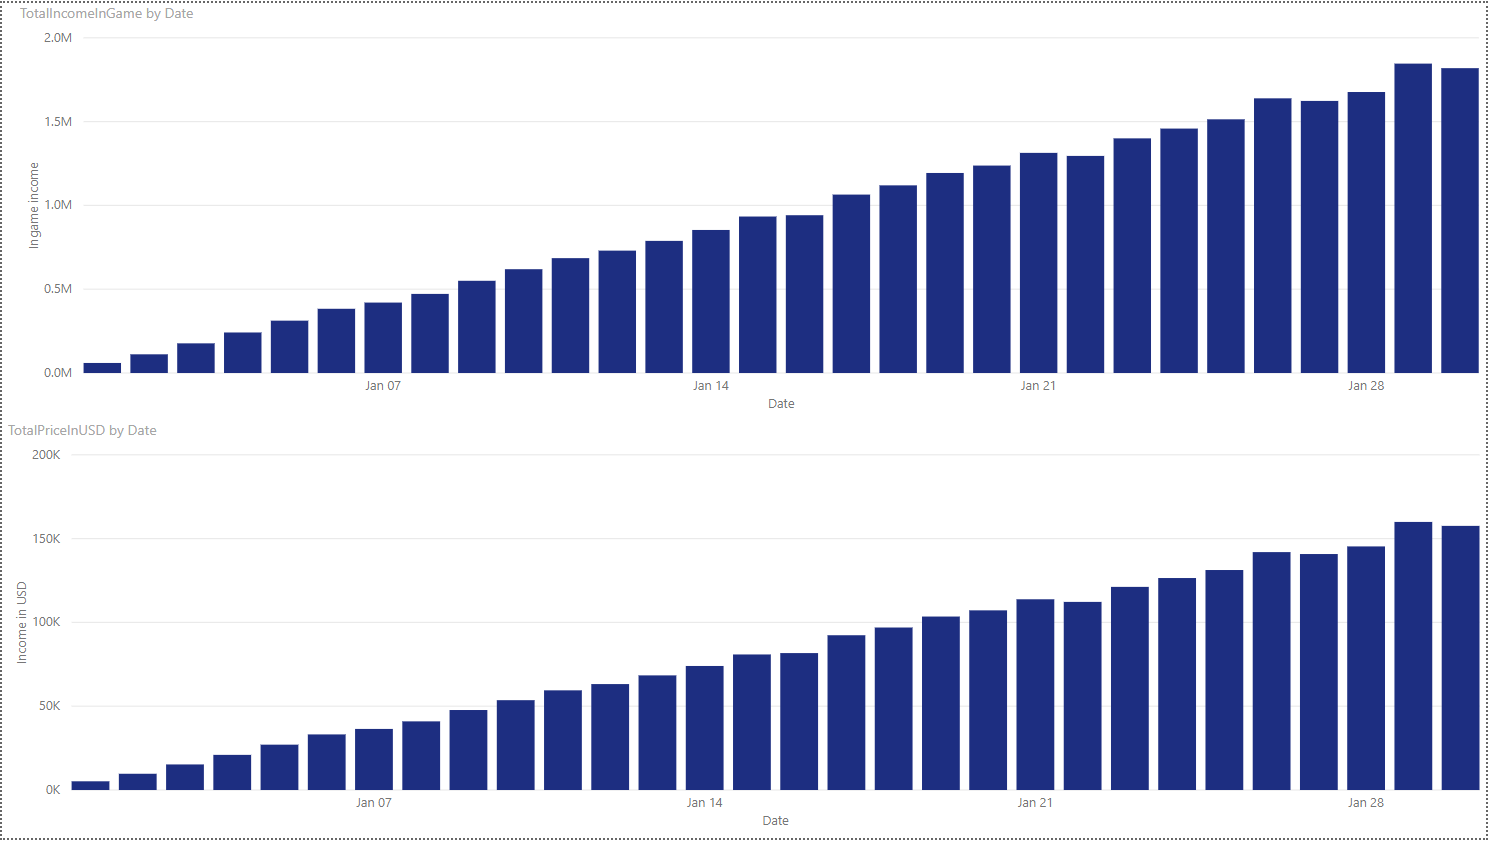 TotalIncomeInGame by Date
2.0M
1.5M
1.0M
0.5M
0.0M
In game income
Jan 07 Jan 14 Jan 21 Jan 28
Date
TotalPriceInUSD by Date
200K
150K
100K
50K
0K
Income in USD
Jan 07 Jan 14 Jan 21 Jan 28
Date